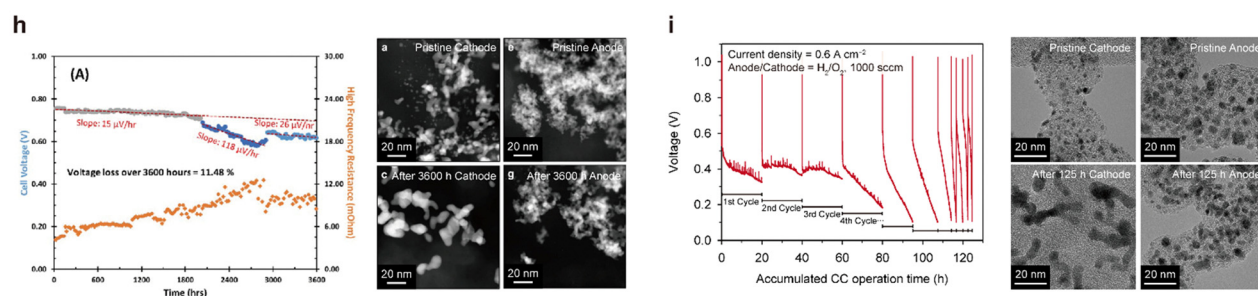 h
(A)
1.00
0.80
0.60
0.40
0.20
0.00
Cell Voltage (V)
30.0
24.0
18.0
12.0
6.00
0.00
High Frequency Resistance (mOhm)
Slope: 15 µV/hr
Slope: 118 µV/hr
Slope: 26 µV/hr
Voltage loss over 3600 hours = 11.48 %
0
600
1200
1800
2400
3000
3600
Time (hrs)
a Pristine Cathode
20 nm
e Pristine Anode
20 nm
c After 3600 h Cathode
20 nm
g After 3600 h Anode
20 nm
i
Current density = 0.6 A cm⁻²
Anode/Cathode = H₂/O₂, 1000 sccm
1.0
0.8
0.6
0.4
0.2
0.0
Voltage (V)
1st Cycle
2nd Cycle
3rd Cycle
4th Cycle
0
20
40
60
80
100
120
Accumulated CC operation time (h)
Pristine Cathode
20 nm
Pristine Anode
20 nm
After 125 h Cathode
20 nm
After 125 h Anode
20 nm